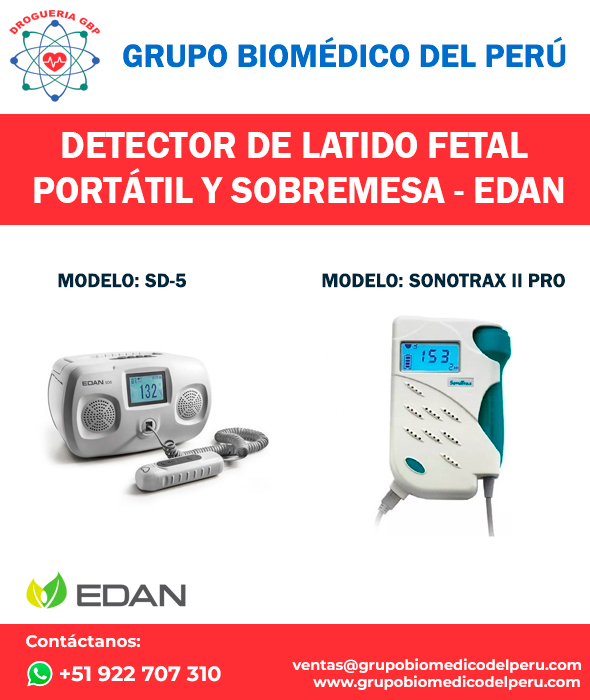 DROGUERIA GBP
GRUPO BIOMÉDICO DEL PERÚ
DETECTOR DE LATIDO FETAL
PORTÁTIL Y SOBREMESA - EDAN
MODELO: SD-5
MODELO: SONOTRAX II PRO
EDAN
132
153
SonoTrax
EDAN
Contáctanos:
+51 922 707 310
ventas@grupobiomedicodelperu.com
www.grupobiomedicodelperu.com